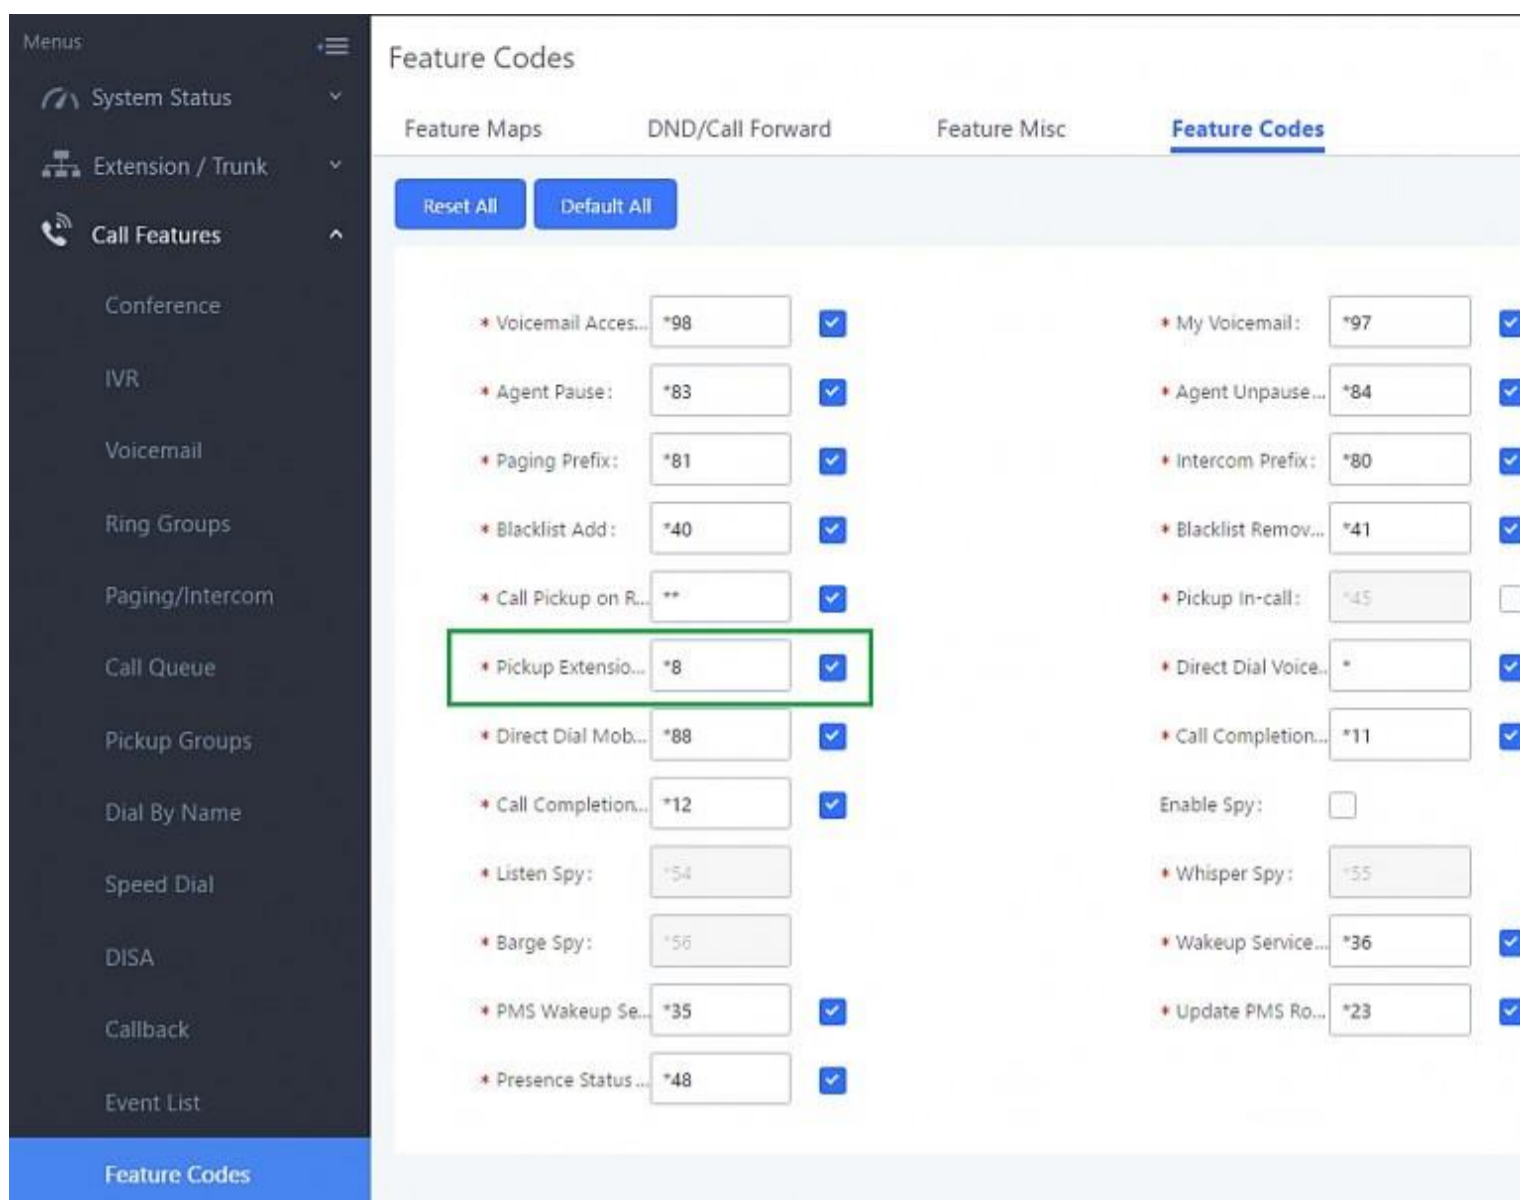 Menus
System Status
Extension / Trunk
Call Features
Conference
IVR
Voicemail
Ring Groups
Paging/Intercom
Call Queue
Pickup Groups
Dial By Name
Speed Dial
DISA
Callback
Event List
Feature Codes
Feature Codes
Feature Maps DND/Call Forward Feature Misc Feature Codes
Reset All Default All
* Voicemail Acces... *98 * My Voicemail: *97
* Agent Pause: *83 * Agent Unpause... *84
* Paging Prefix: *81 * Intercom Prefix: *80
* Blacklist Add: *40 * Blacklist Remov... *41
* Call Pickup on R... ** * Pickup In-call: *45
* Pickup Extensio... *8 * Direct Dial Voice.. *
* Direct Dial Mob... *88 * Call Completion... *11
* Call Completion... *12 Enable Spy:
* Listen Spy: *54 * Whisper Spy: *55
* Barge Spy: *56 * Wakeup Service... *36
* PMS Wakeup Se... *35 * Update PMS Ro... *23
* Presence Status ... *48